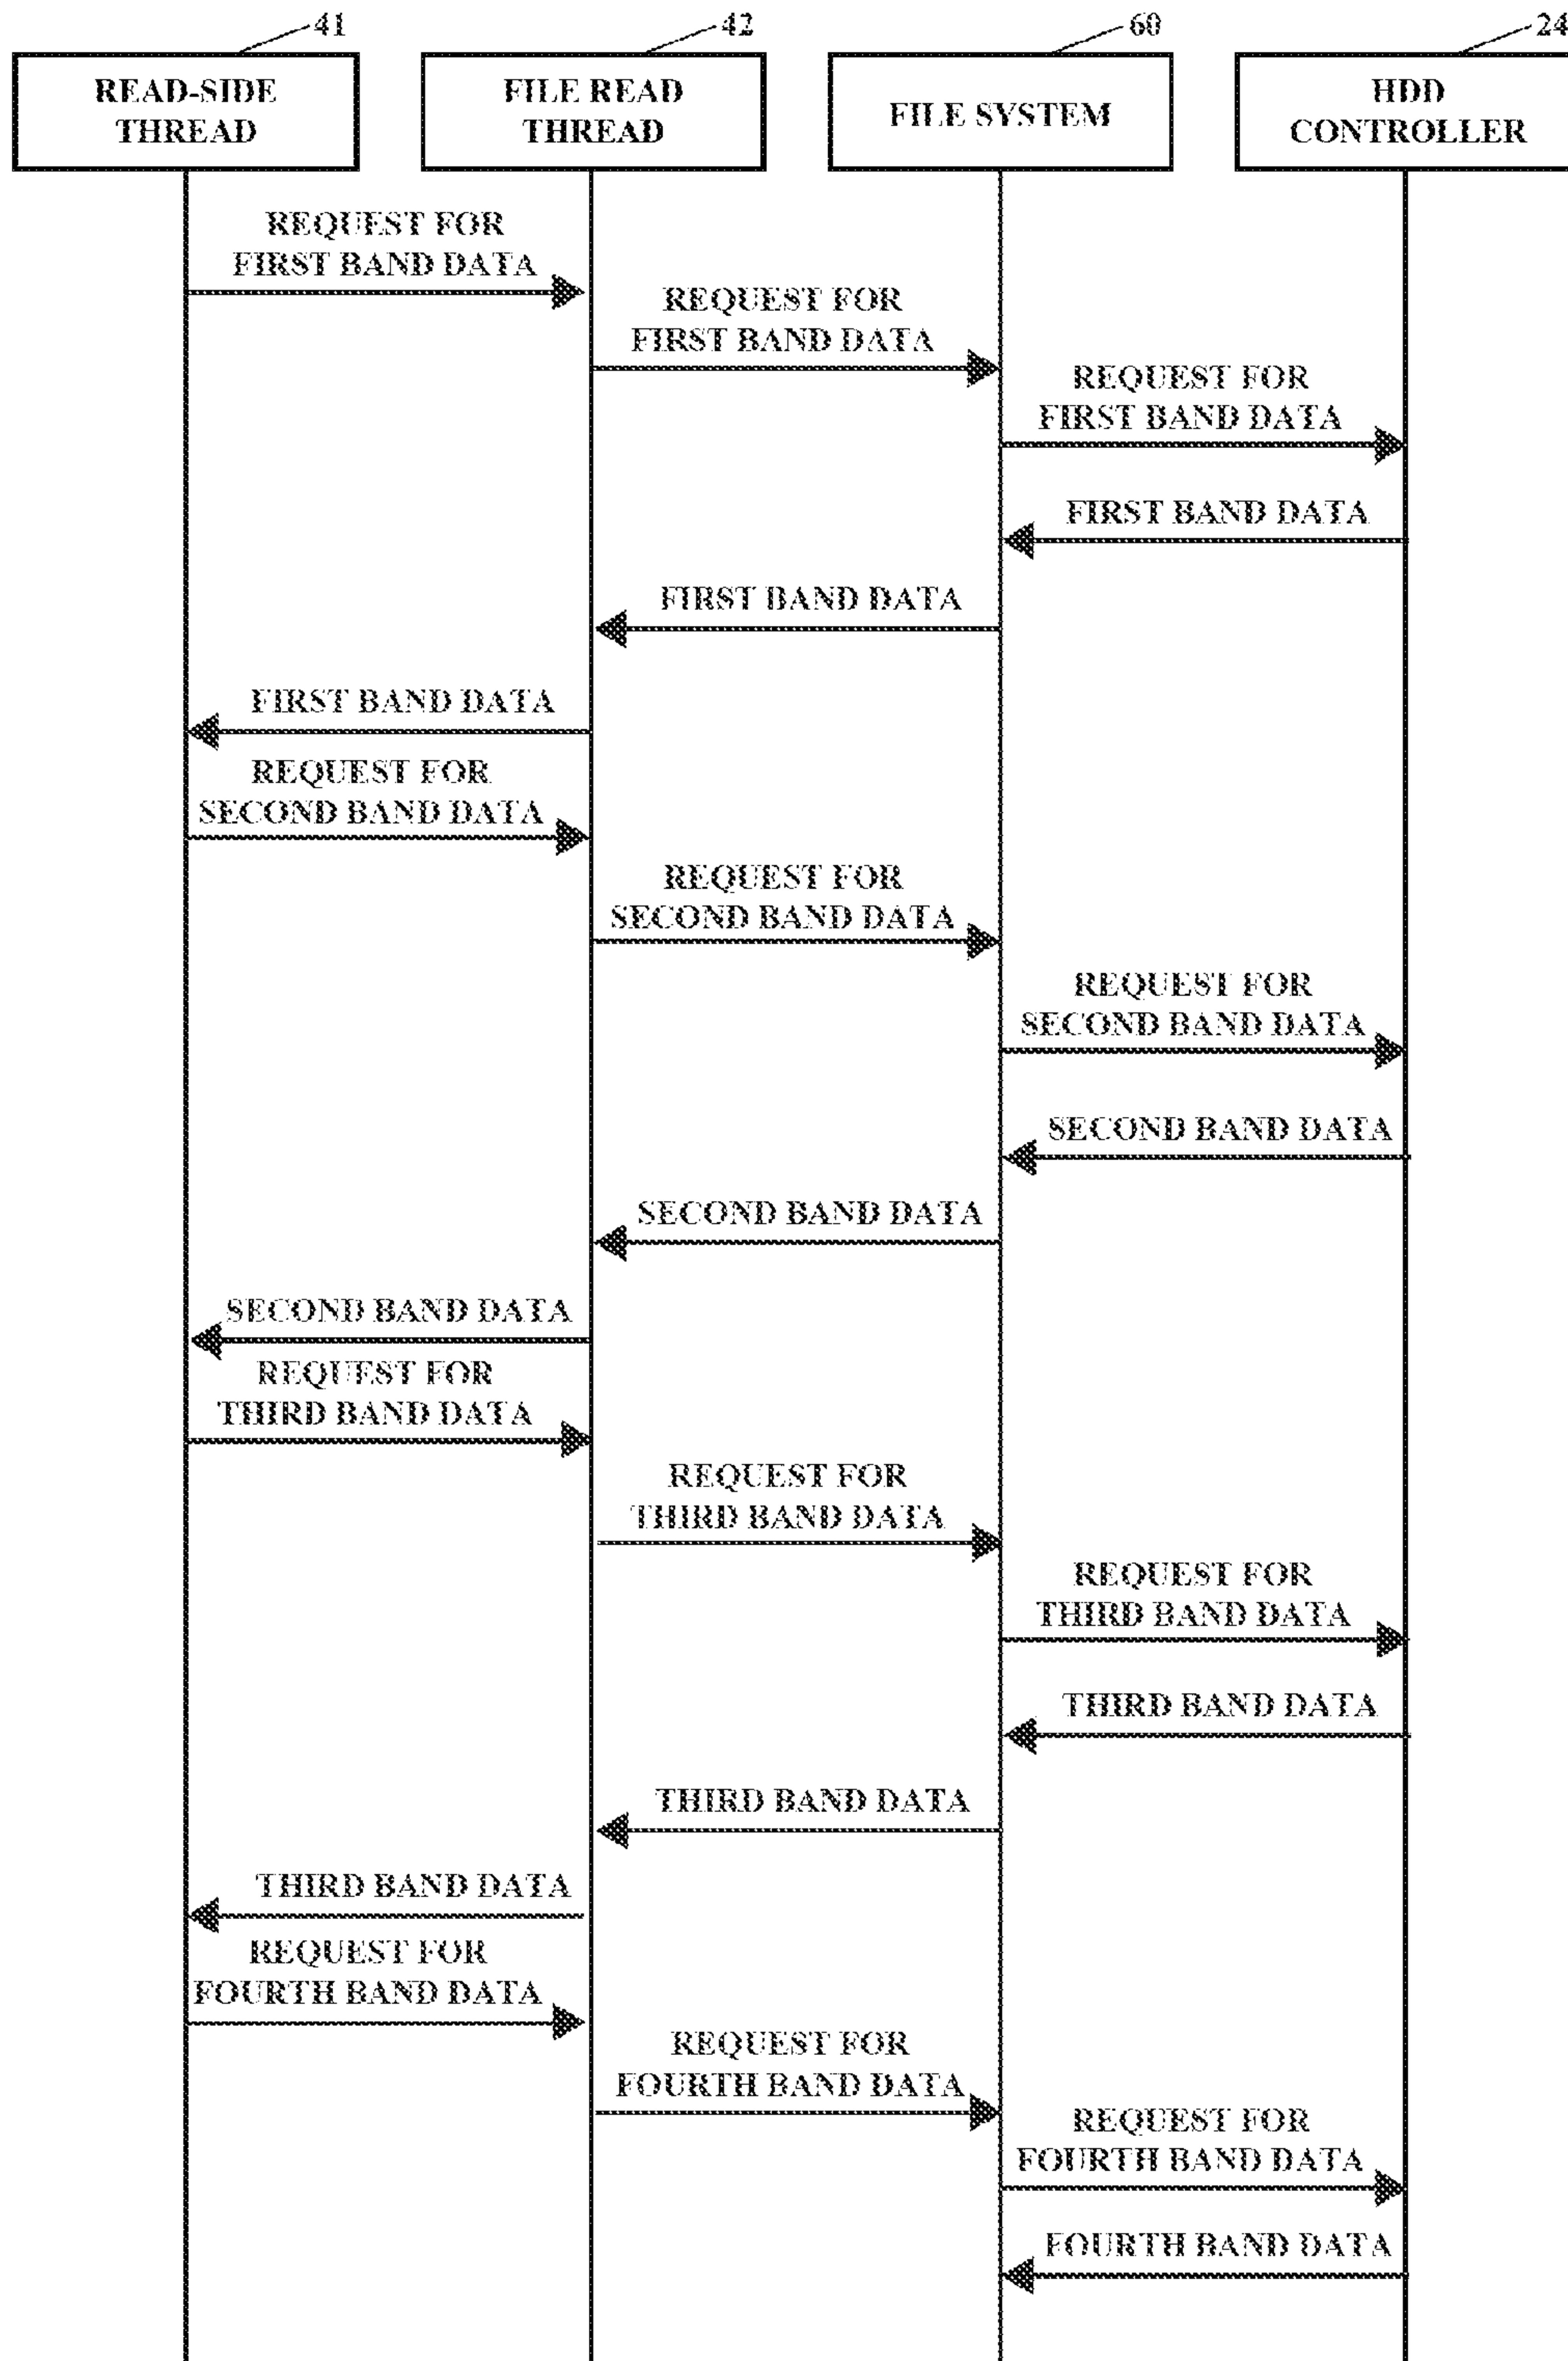 41
42
60
24
READ-SIDE
THREAD
FILE READ
THREAD
FILE SYSTEM
HDD
CONTROLLER
REQUEST FOR
FIRST BAND DATA
REQUEST FOR
FIRST BAND DATA
REQUEST FOR
FIRST BAND DATA
FIRST BAND DATA
FIRST BAND DATA
FIRST BAND DATA
REQUEST FOR
SECOND BAND DATA
REQUEST FOR
SECOND BAND DATA
REQUEST FOR
SECOND BAND DATA
SECOND BAND DATA
SECOND BAND DATA
SECOND BAND DATA
REQUEST FOR
THIRD BAND DATA
REQUEST FOR
THIRD BAND DATA
REQUEST FOR
THIRD BAND DATA
THIRD BAND DATA
THIRD BAND DATA
THIRD BAND DATA
REQUEST FOR
FOURTH BAND DATA
REQUEST FOR
FOURTH BAND DATA
REQUEST FOR
FOURTH BAND DATA
FOURTH BAND DATA